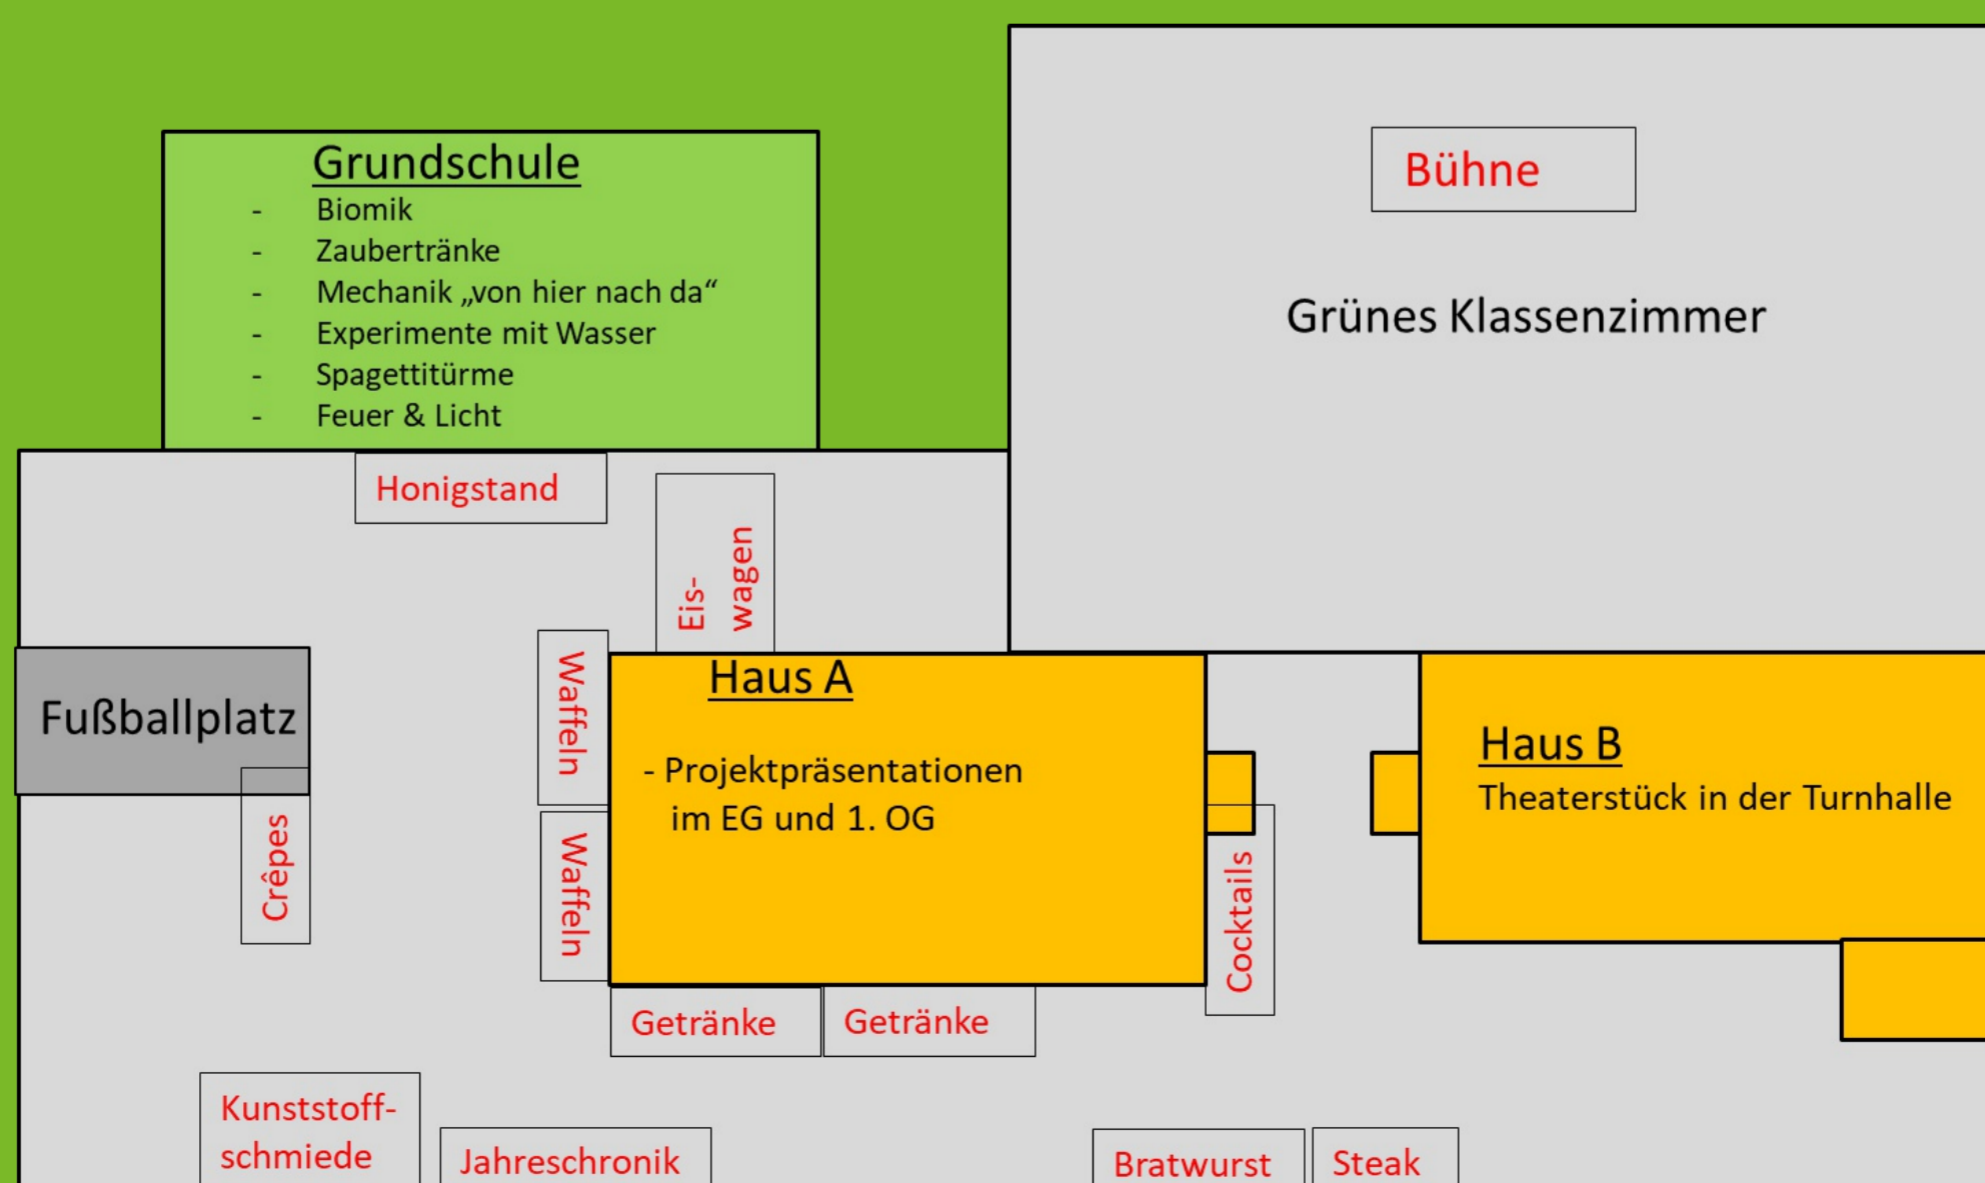 Grundschule
- Biomik
- Zaubertränke
- Mechanik „von hier nach da“
- Experimente mit Wasser
- Spagettitürme
- Feuer & Licht
Bühne
Grünes Klassenzimmer
Honigstand
Eis-
wagen
Fußballplatz
Crêpes
Waffeln
Waffeln
Haus A
- Projektpräsentationen
im EG und 1. OG
Haus B
Theaterstück in der Turnhalle
Cocktails
Getränke
Getränke
Kunststoff-
schmiede
Jahreschronik
Bratwurst
Steak